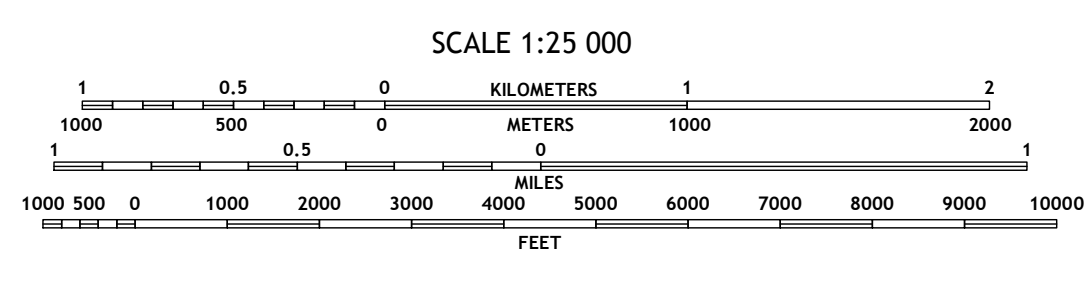 SCALE 1:25 000
1 0.5 0 KILOMETERS 1 2
1000 500 0 METERS 1000 2000
1 0.5 0 1
MILES
1000 500 0 1000 2000 3000 4000 5000 6000 7000 8000 9000 10000
FEET